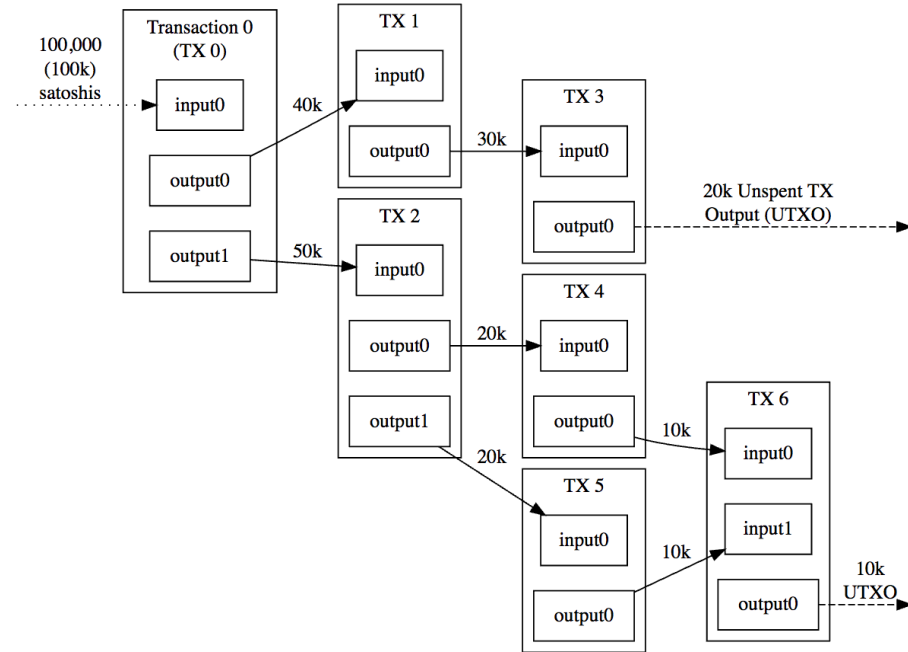 100,000
(100k)
satoshis
Transaction 0
(TX 0)
input0
output0
output1
40k
50k
TX 1
input0
output0
30k
TX 2
input0
output0
output1
20k
20k
TX 3
input0
output0
20k Unspent TX
Output (UTXO)
TX 4
input0
output0
10k
TX 5
input0
output0
10k
TX 6
input0
input1
output0
10k
UTXO